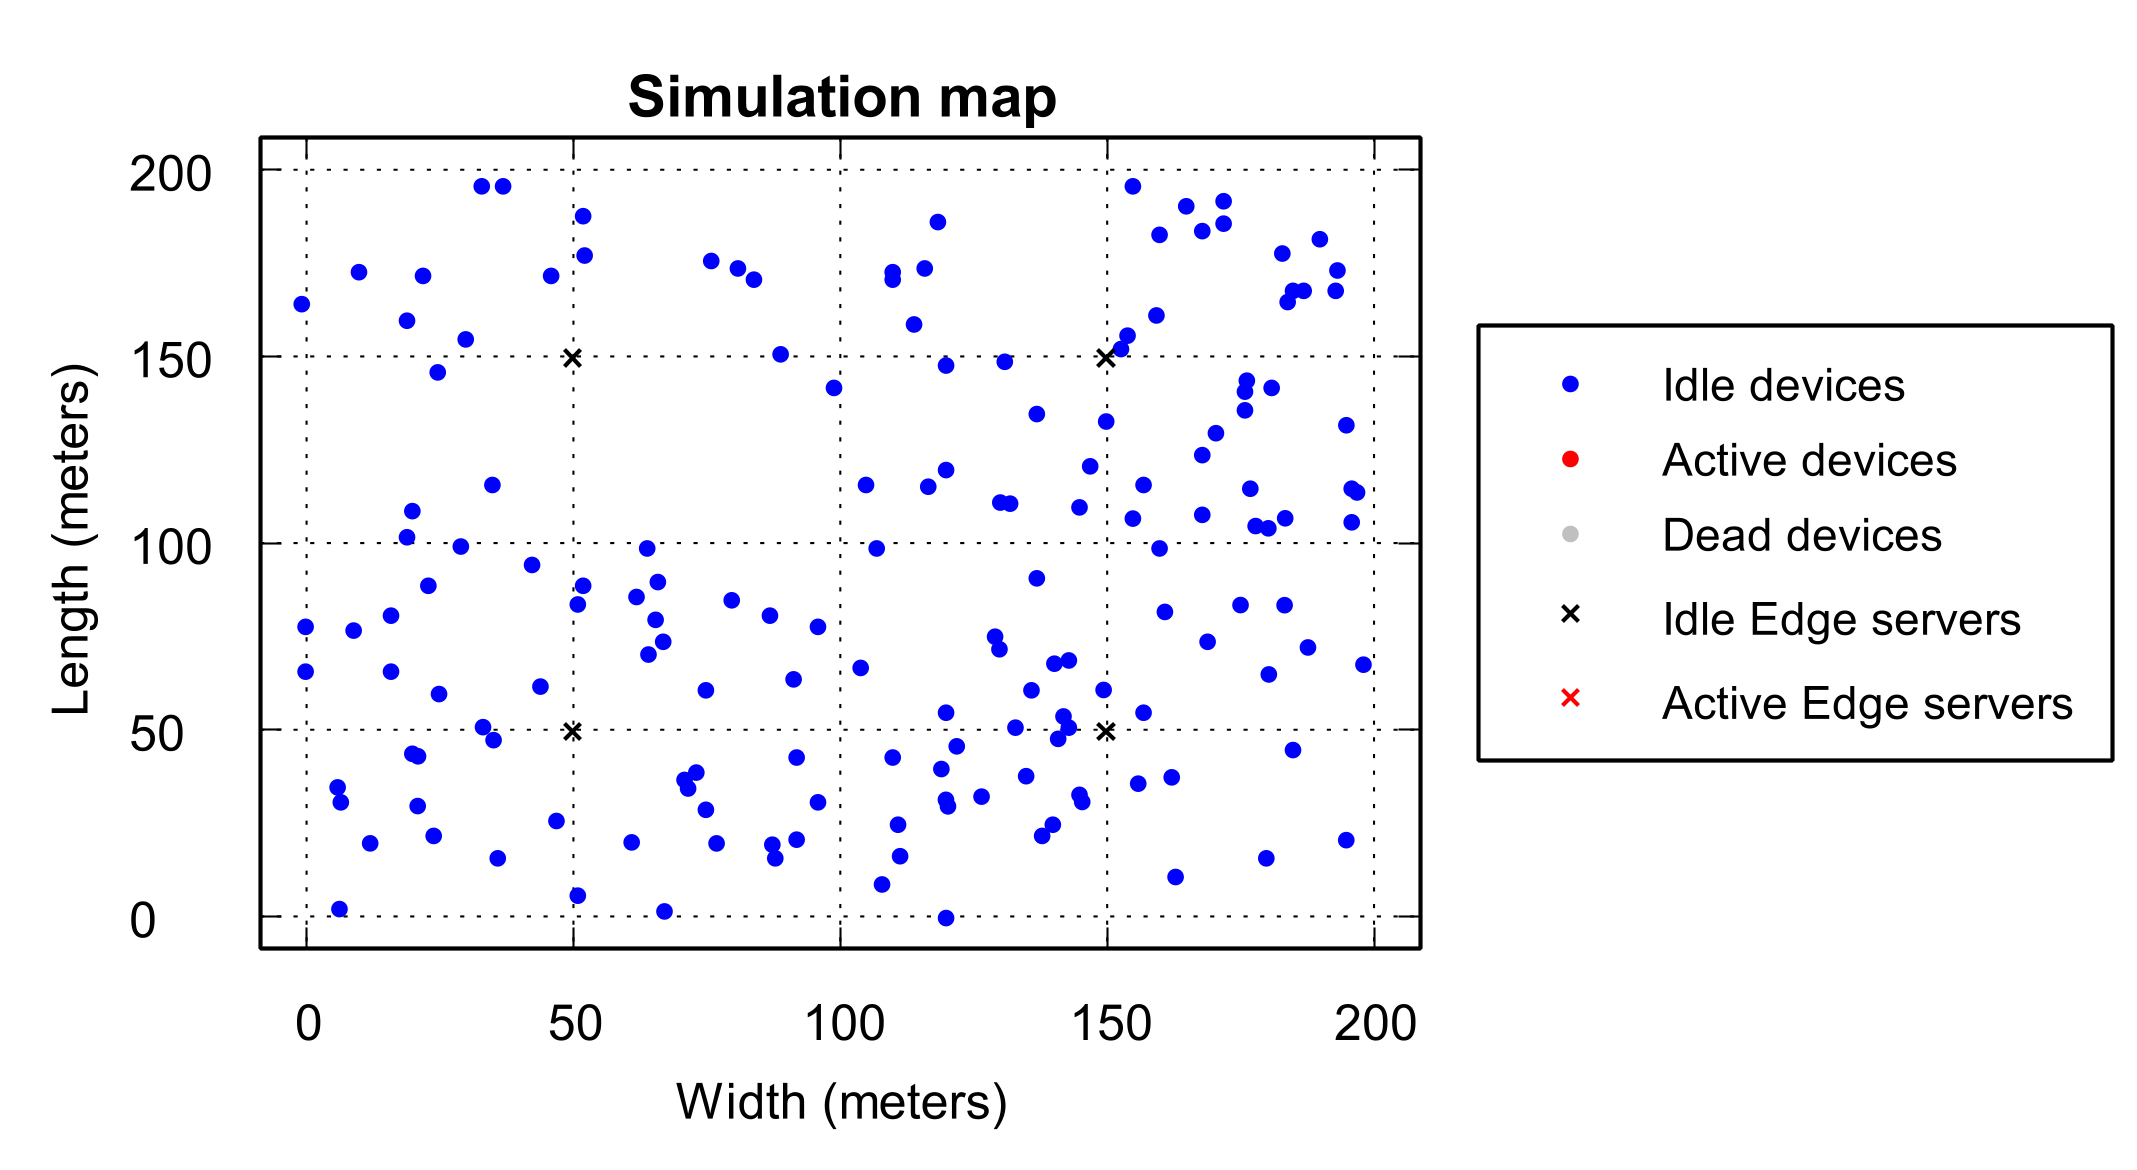 Simulation map
200
150
100
50
0
Length (meters)
0 50 100 150 200
Width (meters)
Idle devices
Active devices
Dead devices
Idle Edge servers
Active Edge servers